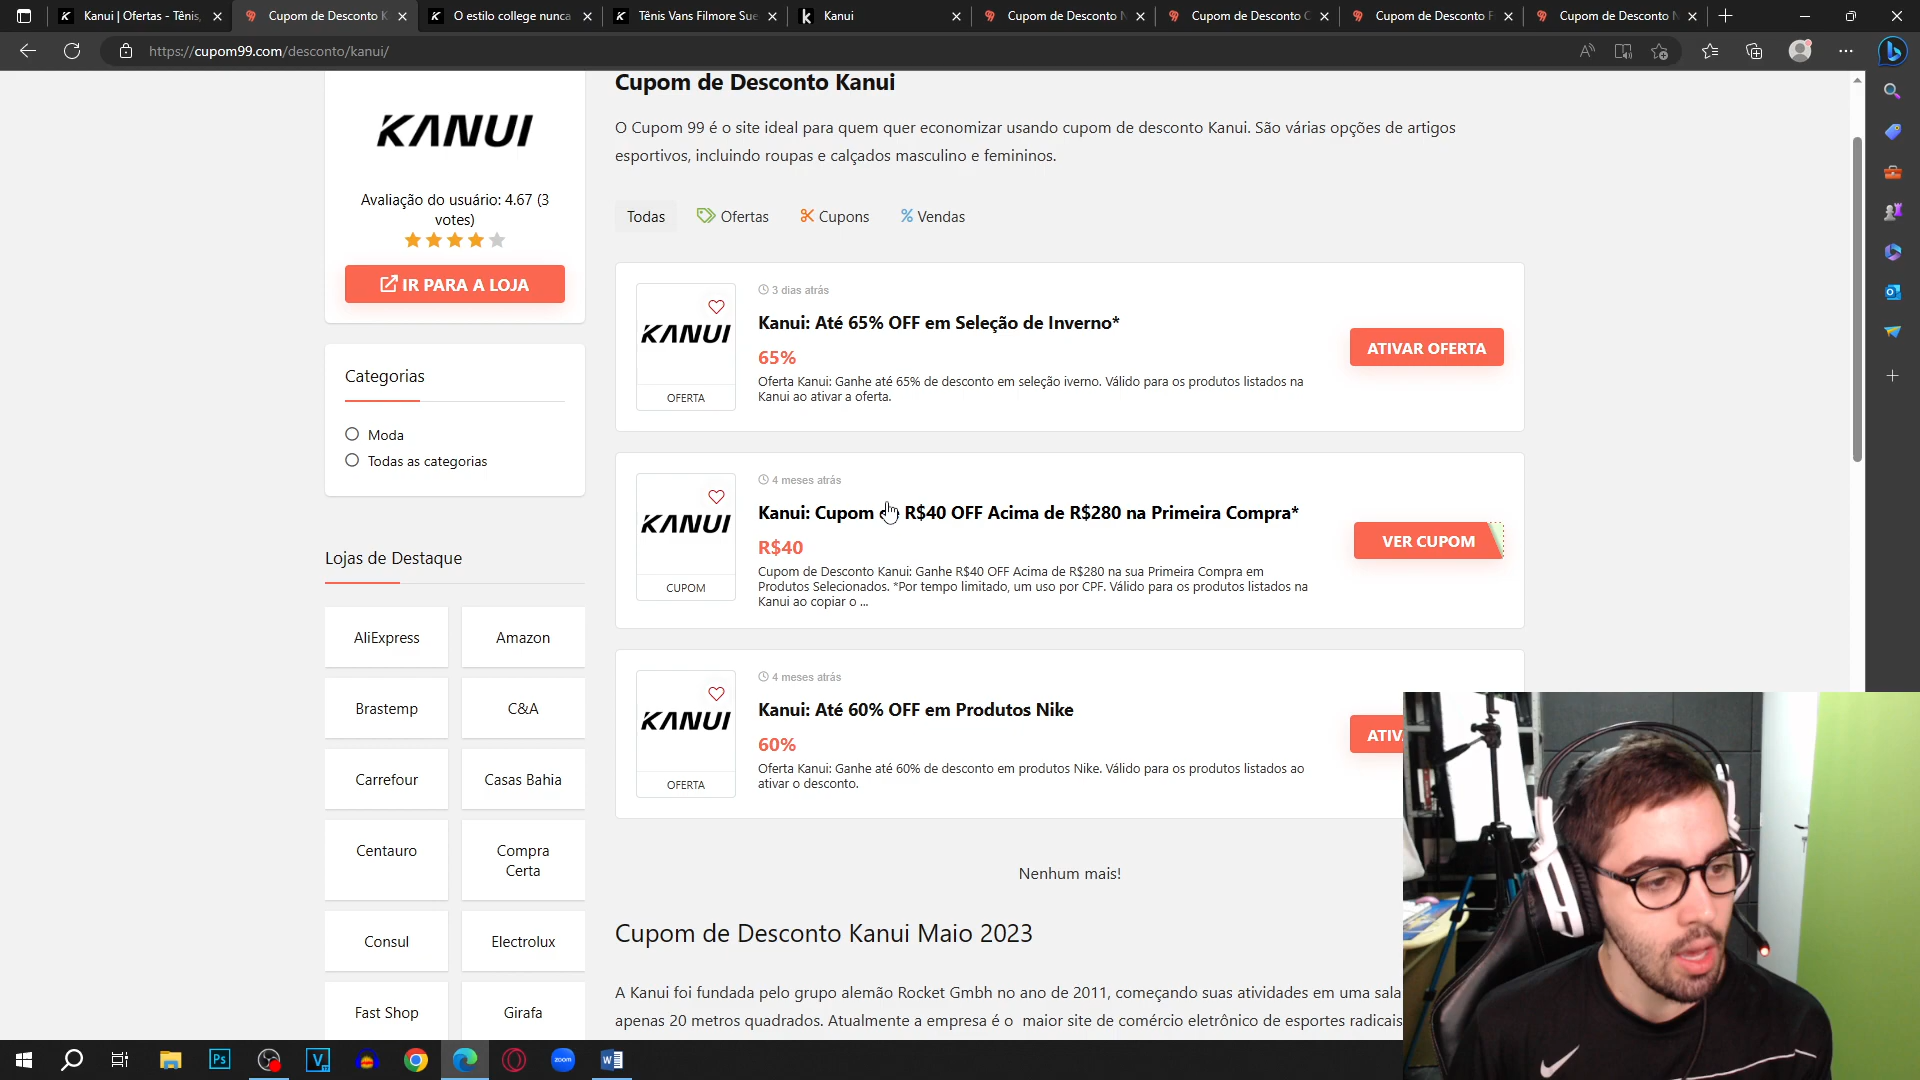 Kanui | Ofertas - Tênis,
Cupom de Desconto K
O estilo college nunca
Tênis Vans Filmore Sue
Kanui
Cupom de Desconto N
Cupom de Desconto C
Cupom de Desconto F
Cupom de Desconto N
https://cupom99.com/desconto/kanui/
KANUI
Avaliação do usuário: 4.67 (3
votes)
IR PARA A LOJA
Categorias
Moda
Todas as categorias
Lojas de Destaque
AliExpress
Amazon
Brastemp
C&A
Carrefour
Casas Bahia
Centauro
Compra
Certa
Consul
Electrolux
Fast Shop
Girafa
Cupom de Desconto Kanui
O Cupom 99 é o site ideal para quem quer economizar usando cupom de desconto Kanui. São várias opções de artigos
esportivos, incluindo roupas e calçados masculino e femininos.
Todas
Ofertas
Cupons
% Vendas
KANUI
OFERTA
3 dias atrás
Kanui: Até 65% OFF em Seleção de Inverno*
65%
Oferta Kanui: Ganhe até 65% de desconto em seleção iverno. Válido para os produtos listados na
Kanui ao ativar a oferta.
ATIVAR OFERTA
KANUI
CUPOM
4 meses atrás
Kanui: Cupom de R$40 OFF Acima de R$280 na Primeira Compra*
R$40
Cupom de Desconto Kanui: Ganhe R$40 OFF Acima de R$280 na sua Primeira Compra em
Produtos Selecionados. *Por tempo limitado, um uso por CPF. Válido para os produtos listados na
Kanui ao copiar o ...
VER CUPOM
KANUI
OFERTA
4 meses atrás
Kanui: Até 60% OFF em Produtos Nike
60%
Oferta Kanui: Ganhe até 60% de desconto em produtos Nike. Válido para os produtos listados ao
ativar o desconto.
ATIV
Nenhum mais!
Cupom de Desconto Kanui Maio 2023
A Kanui foi fundada pelo grupo alemão Rocket Gmbh no ano de 2011, começando suas atividades em uma sala
apenas 20 metros quadrados. Atualmente a empresa é o maior site de comércio eletrônico de esportes radicais
Ps
V
zoom